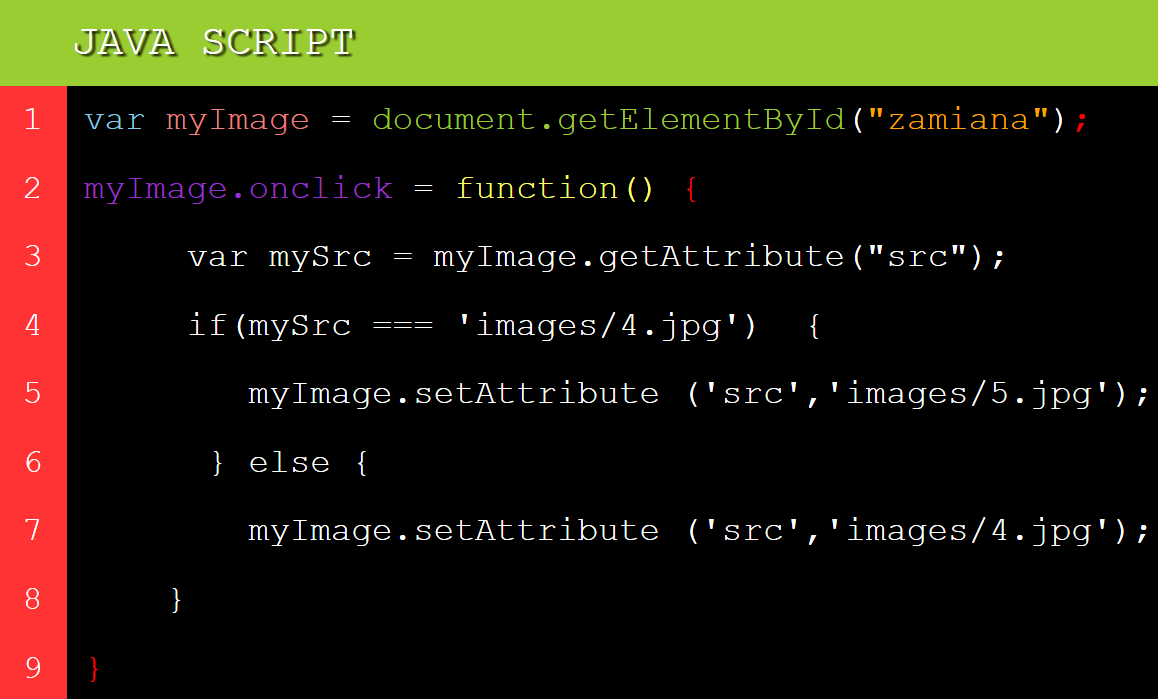 JAVA SCRIPT
1 var myImage = document.getElementById("zamiana");
2 myImage.onclick = function() {
3 var mySrc = myImage.getAttribute("src");
4 if(mySrc === 'images/4.jpg') {
5 myImage.setAttribute ('src','images/5.jpg');
6 } else {
7 myImage.setAttribute ('src','images/4.jpg');
8 }
9 }